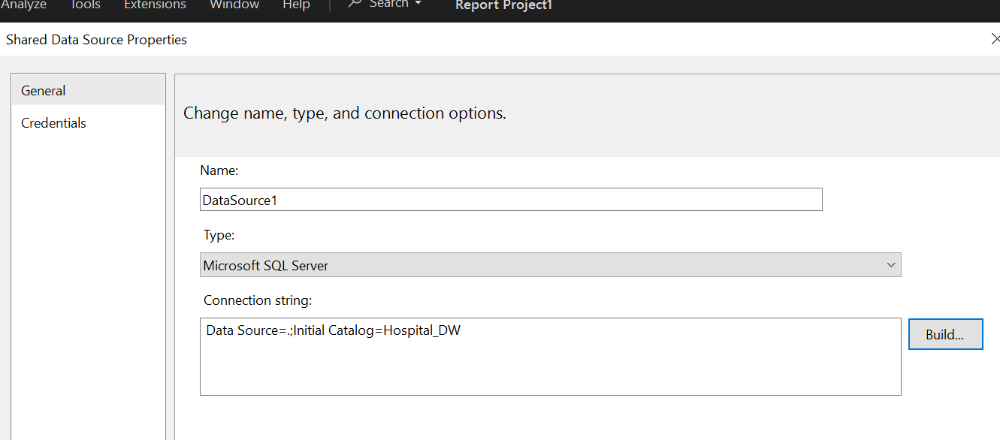 Analyze Tools Extensions Window Help Search Report Project1
Shared Data Source Properties
General
Credentials
Change name, type, and connection options.
Name:
DataSource1
Type:
Microsoft SQL Server
Connection string:
Data Source=.;Initial Catalog=Hospital_DW
Build...